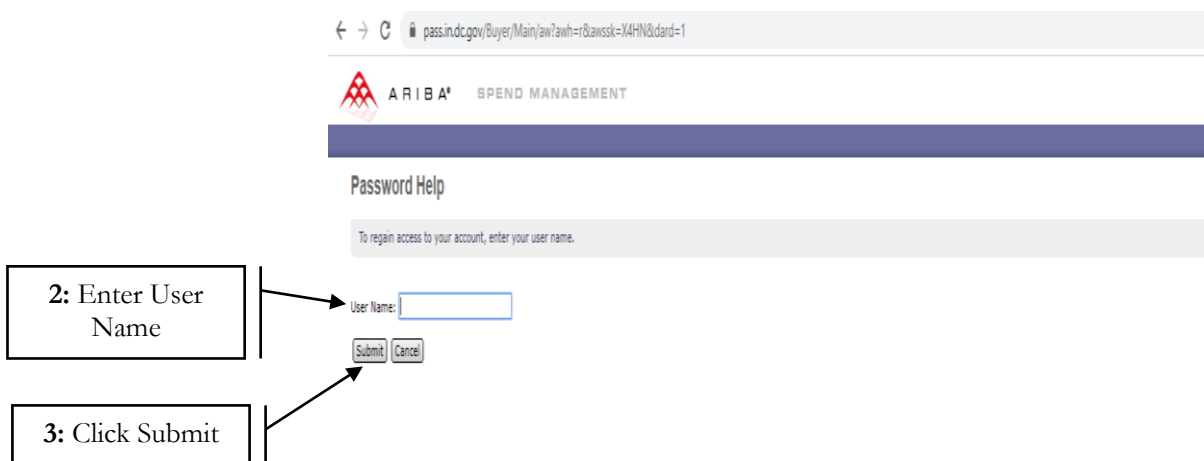 pass.in.dc.gov/Buyer/Main/aw?awh=r&awssk=X4HN&dard=1
ARIBA® SPEND MANAGEMENT
Password Help
To regain access to your account, enter your user name.
2: Enter User
Name
User Name:
Submit Cancel
3: Click Submit